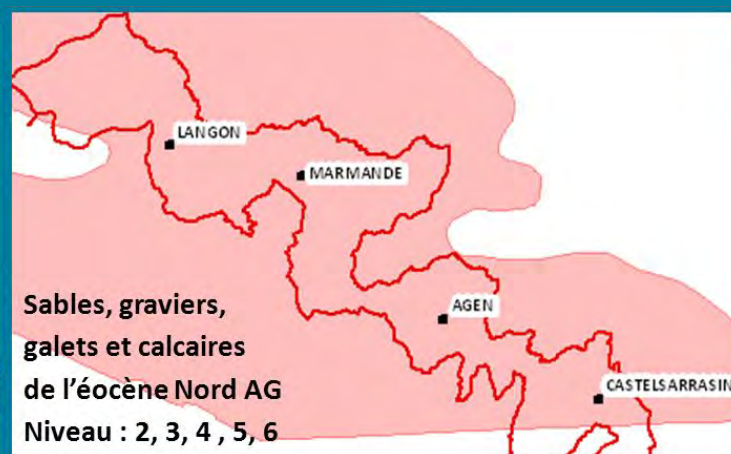 LANGON
MARMANDE
AGEN
CASTELSARRASIN
Sables, graviers,
galets et calcaires
de l'éocène Nord AG
Niveau : 2, 3, 4 , 5, 6